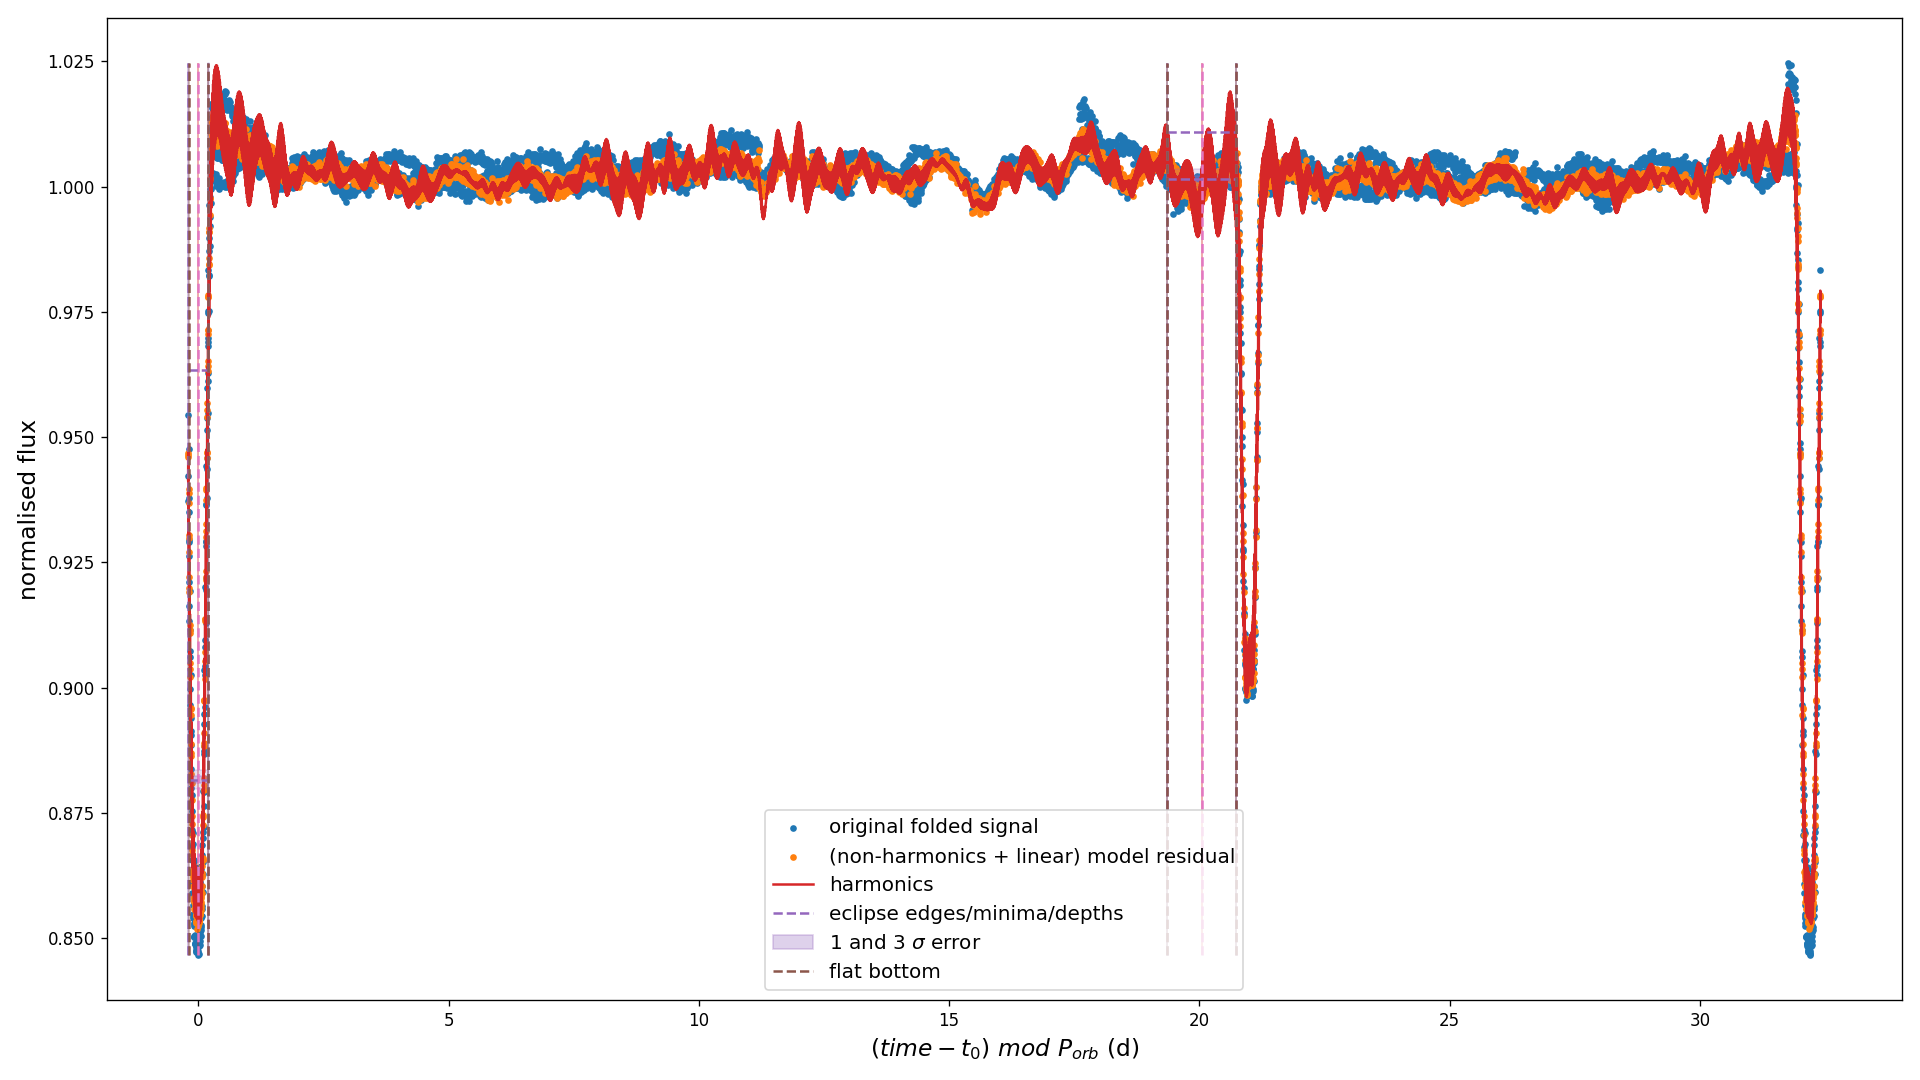 1.025
1.000
0.975
0.950
0.925
0.900
0.875
0.850
normalised flux
original folded signal
(non-harmonics + linear) model residual
harmonics
eclipse edges/minima/depths
1 and 3 σ error
flat bottom
0 5 10 15 20 25 30
(time − t₀) mod P_orb (d)